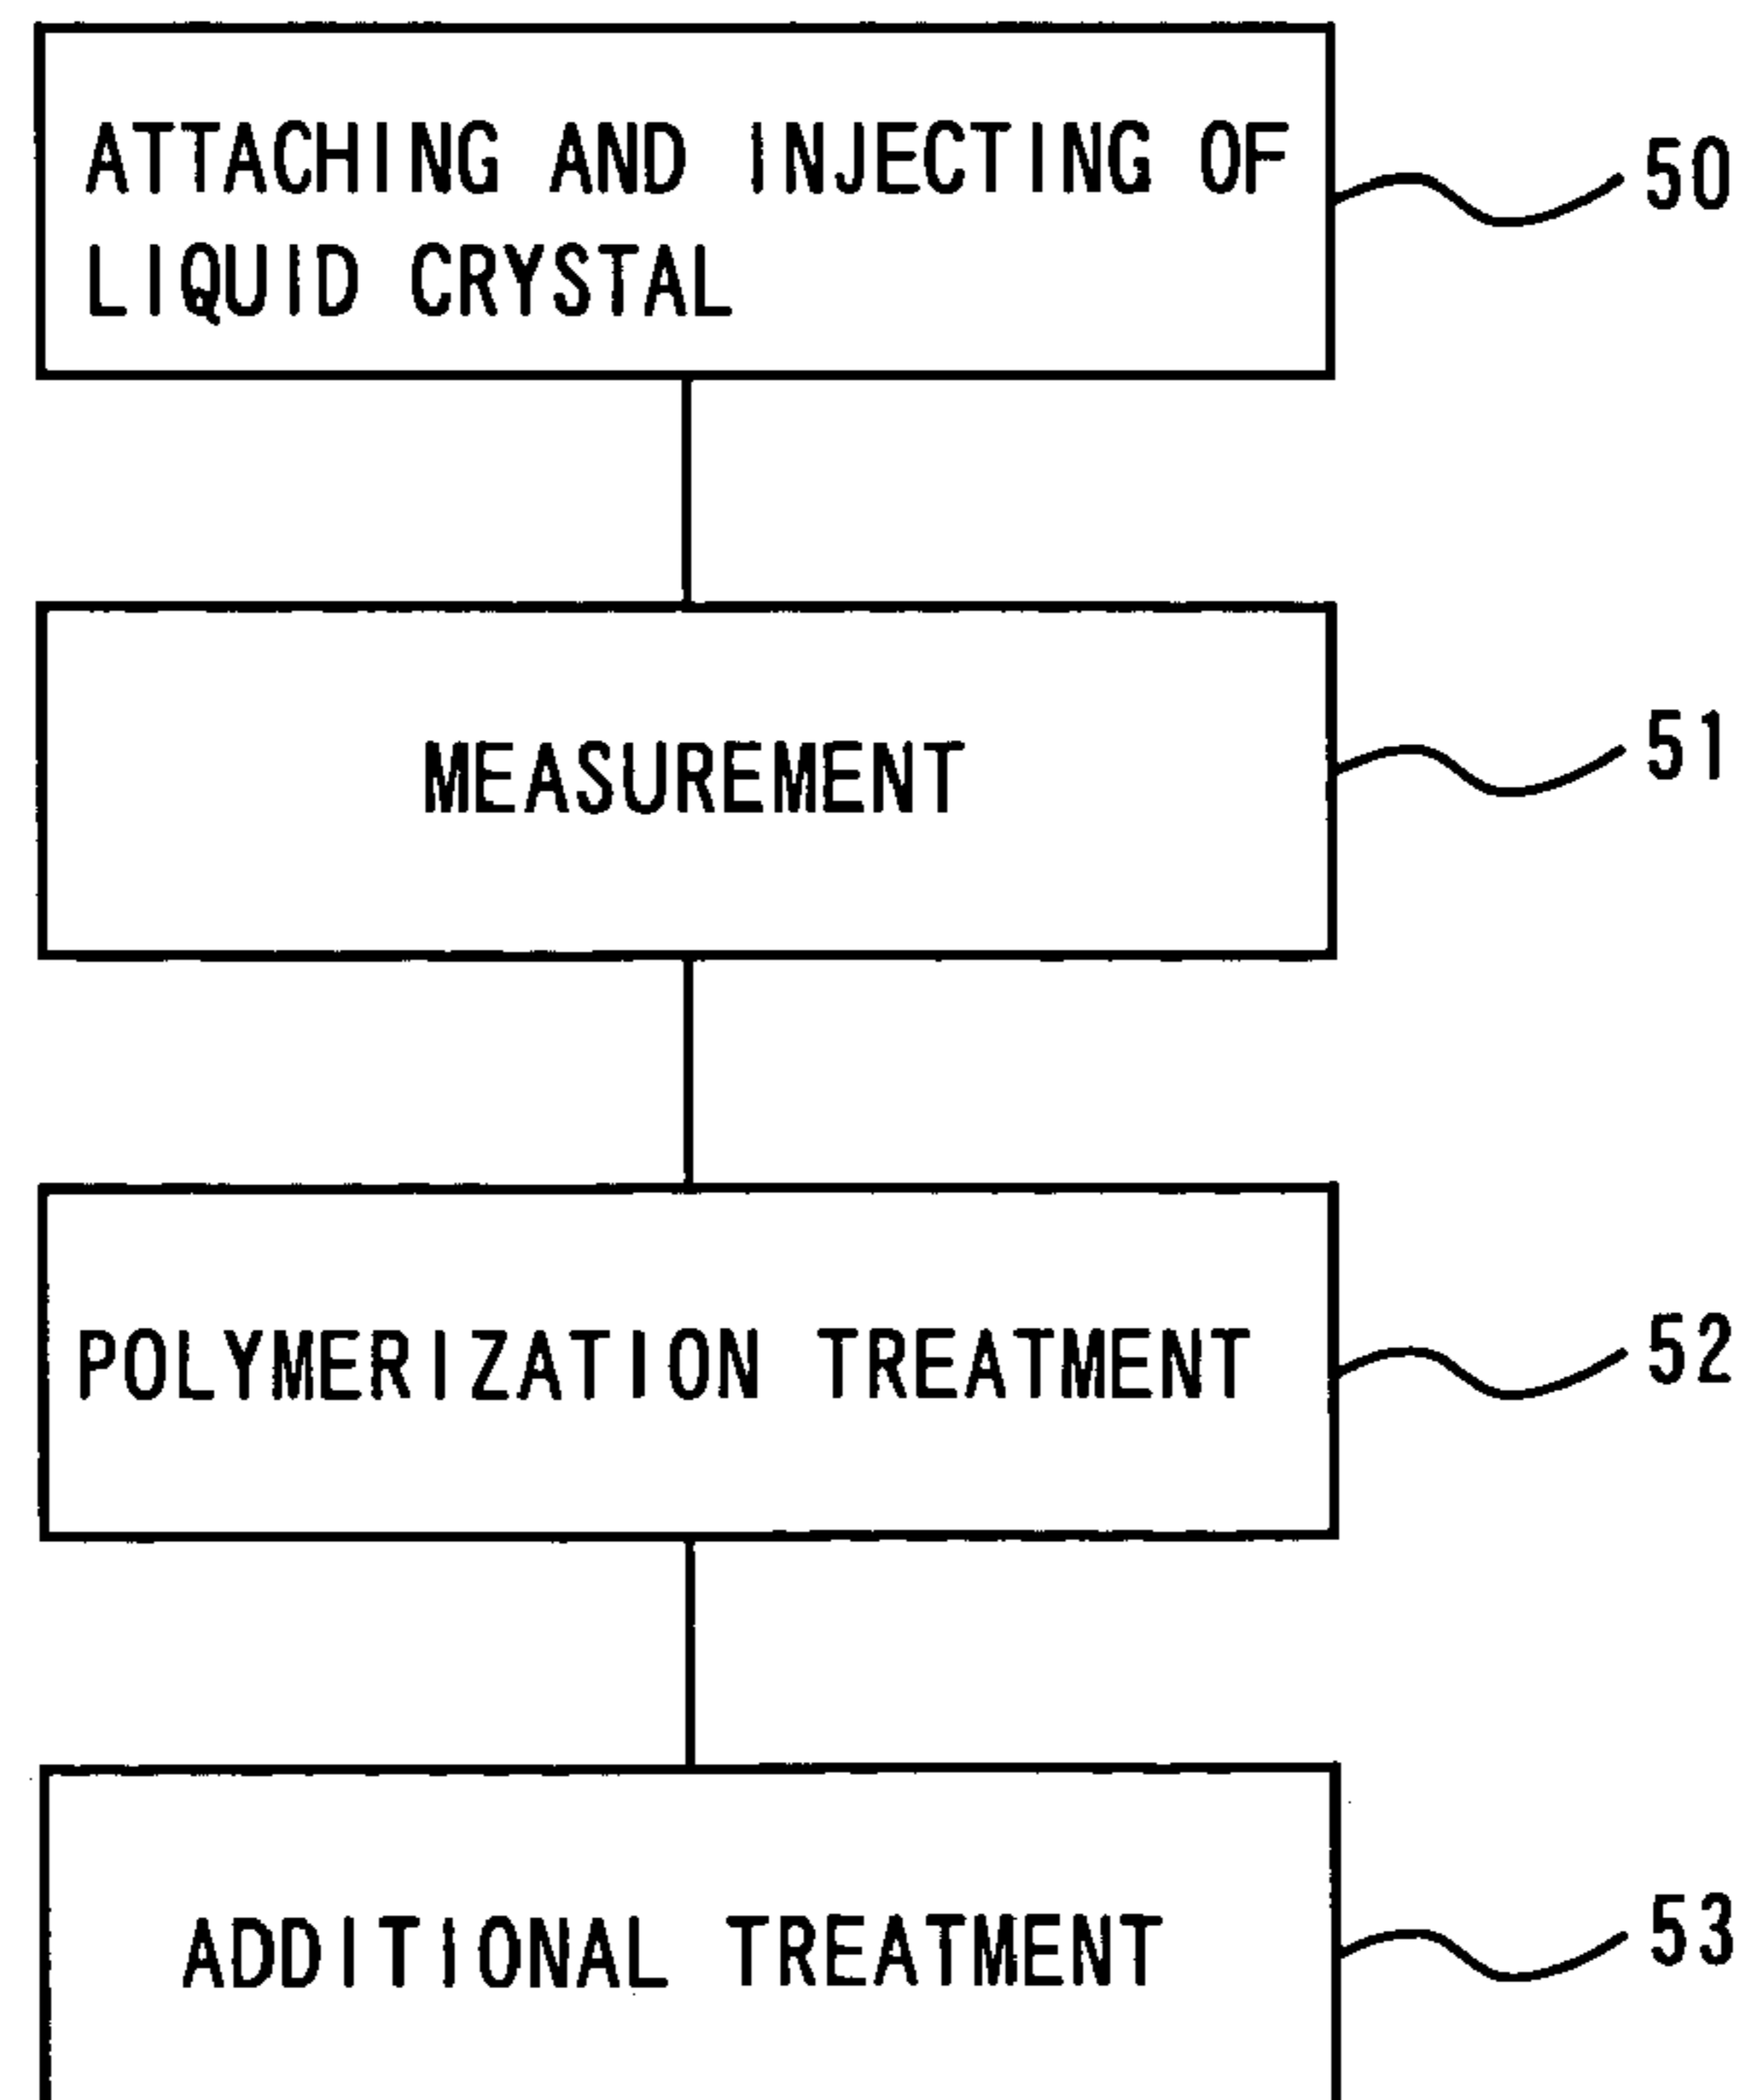 ATTACHING AND INJECTING OF
LIQUID CRYSTAL
50
MEASUREMENT
51
POLYMERIZATION TREATMENT
52
ADDITIONAL TREATMENT
53